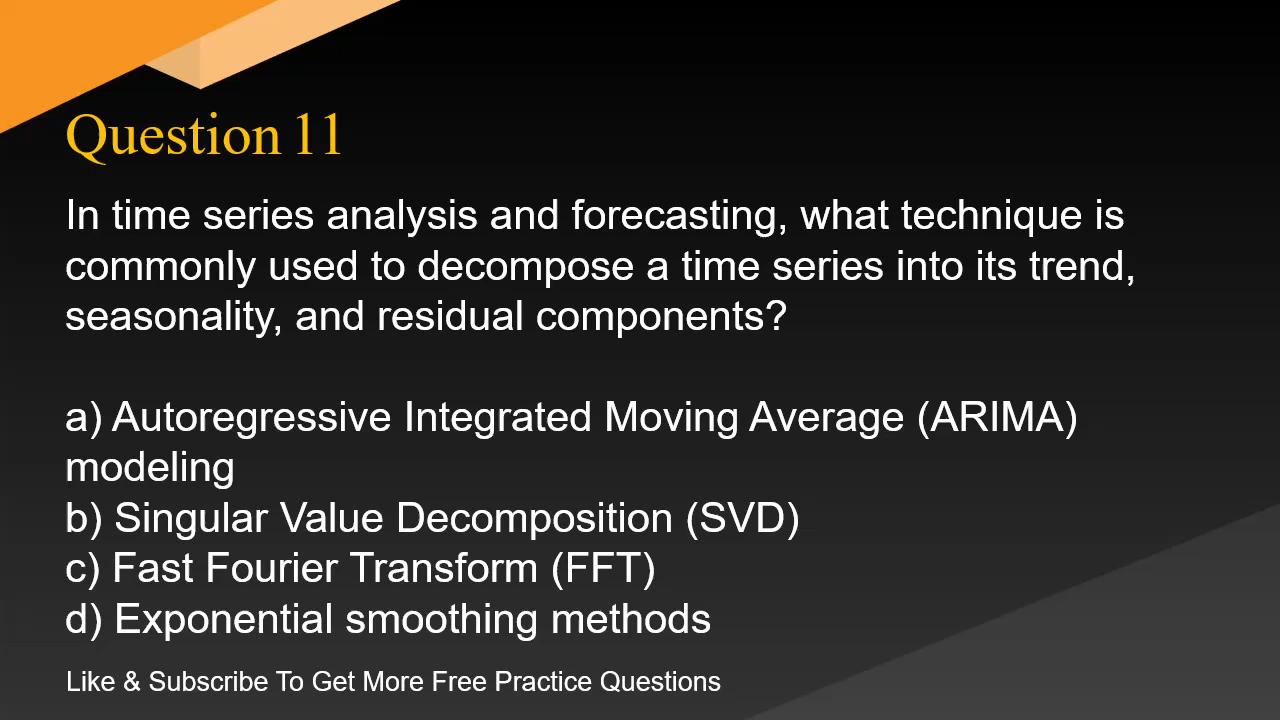 Question 11
In time series analysis and forecasting, what technique is
commonly used to decompose a time series into its trend,
seasonality, and residual components?
a) Autoregressive Integrated Moving Average (ARIMA)
modeling
b) Singular Value Decomposition (SVD)
c) Fast Fourier Transform (FFT)
d) Exponential smoothing methods
Like & Subscribe To Get More Free Practice Questions